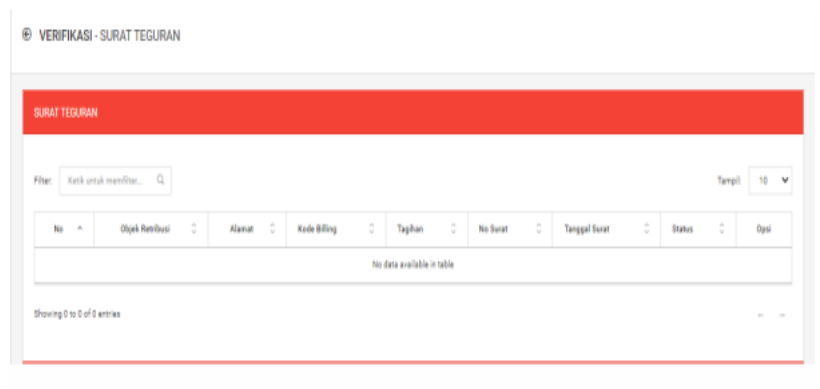 VERIFIKASI - SURAT TEGURAN
SURAT TEGURAN
Filter: Ketik untuk memfilter... Tampil: 10
No Objek Retribusi Alamat Kode Billing Tagihan No Surat Tanggal Surat Status Opsi
No data available in table
Showing 0 to 0 of 0 entries